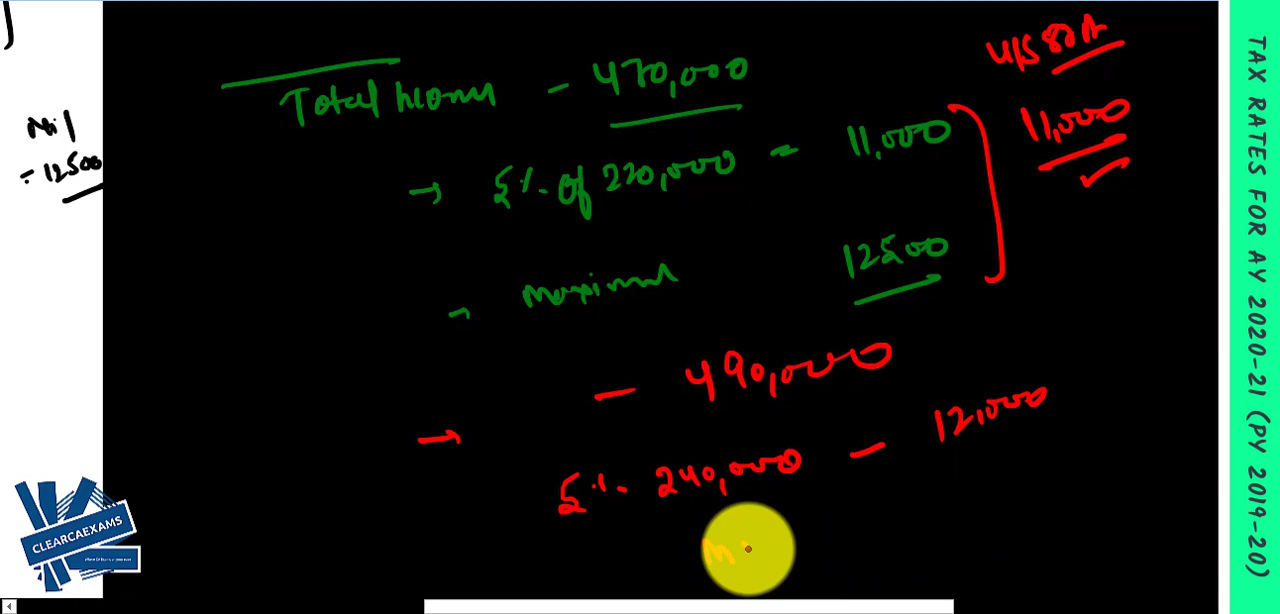 Nil
= 12500
Total Income - 470,000
u/s 87A
→ 5% of 220,000 - 11,000
11,000
→ maximum 12500
→ - 490,000
5% 240,000 - 12,000
m
CLEARCAEXAMS
TAX RATES FOR AY 2020-21 (PY 2019-20)